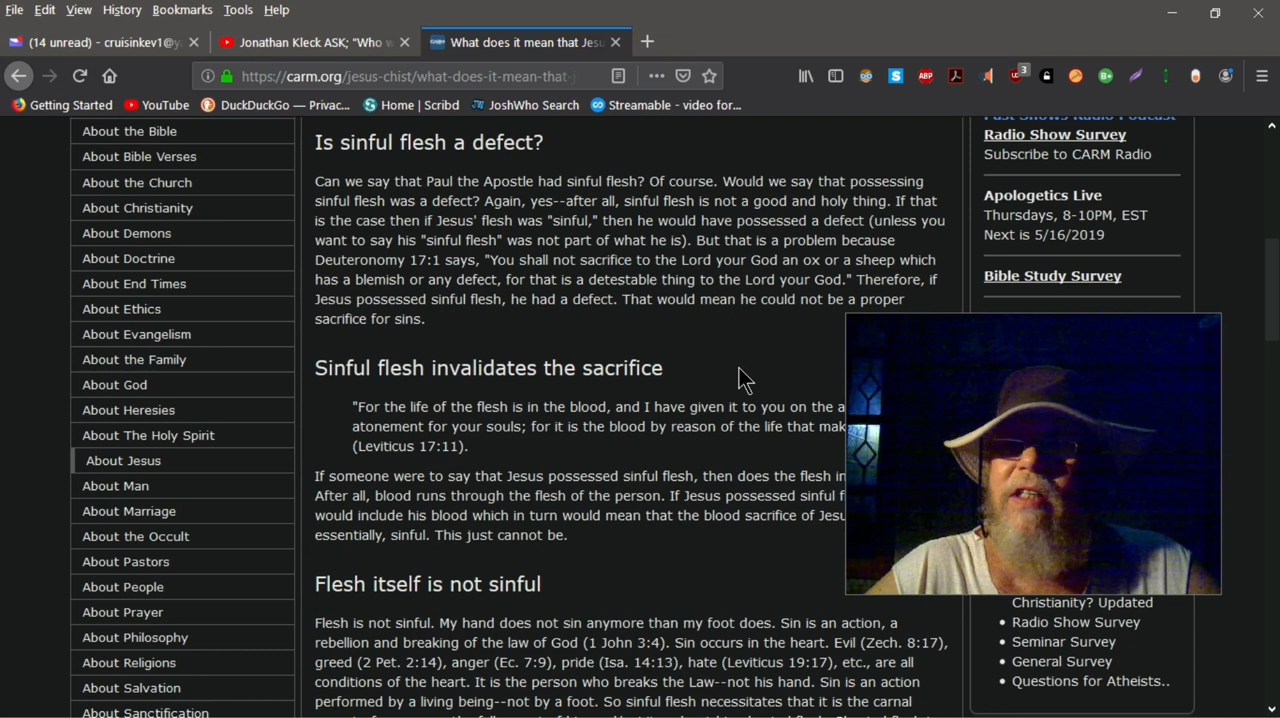 File Edit View History Bookmarks Tools Help
(14 unread) - cruisinkev1@y
Jonathan Kleck ASK; "Who w
What does it mean that Jesu
https://carm.org/jesus-chist/what-does-it-mean-that-j
3
ABP
Getting Started
YouTube
DuckDuckGo — Privac...
Home | Scribd
JoshWho Search
Streamable - video for...
About the Bible
About Bible Verses
About the Church
About Christianity
About Demons
About Doctrine
About End Times
About Ethics
About Evangelism
About the Family
About God
About Heresies
About The Holy Spirit
About Jesus
About Man
About Marriage
About the Occult
About Pastors
About People
About Prayer
About Philosophy
About Religions
About Salvation
About Sanctification
Is sinful flesh a defect?
Can we say that Paul the Apostle had sinful flesh? Of course. Would we say that possessing
sinful flesh was a defect? Again, yes--after all, sinful flesh is not a good and holy thing. If that
is the case then if Jesus' flesh was "sinful," then he would have possessed a defect (unless you
want to say his "sinful flesh" was not part of what he is). But that is a problem because
Deuteronomy 17:1 says, "You shall not sacrifice to the Lord your God an ox or a sheep which
has a blemish or any defect, for that is a detestable thing to the Lord your God." Therefore, if
Jesus possessed sinful flesh, he had a defect. That would mean he could not be a proper
sacrifice for sins.
Sinful flesh invalidates the sacrifice
"For the life of the flesh is in the blood, and I have given it to you on the a
atonement for your souls; for it is the blood by reason of the life that mak
(Leviticus 17:11).
If someone were to say that Jesus possessed sinful flesh, then does the flesh in
After all, blood runs through the flesh of the person. If Jesus possessed sinful f
would include his blood which in turn would mean that the blood sacrifice of Jesu
essentially, sinful. This just cannot be.
Flesh itself is not sinful
Flesh is not sinful. My hand does not sin anymore than my foot does. Sin is an action, a
rebellion and breaking of the law of God (1 John 3:4). Sin occurs in the heart. Evil (Zech. 8:17),
greed (2 Pet. 2:14), anger (Ec. 7:9), pride (Isa. 14:13), hate (Leviticus 19:17), etc., are all
conditions of the heart. It is the person who breaks the Law--not his hand. Sin is an action
performed by a living being--not by a foot. So sinful flesh necessitates that it is the carnal
Past Shows Radio Podcast
Radio Show Survey
Subscribe to CARM Radio
Apologetics Live
Thursdays, 8-10PM, EST
Next is 5/16/2019
Bible Study Survey
Christianity? Updated
Radio Show Survey
Seminar Survey
General Survey
Questions for Atheists..